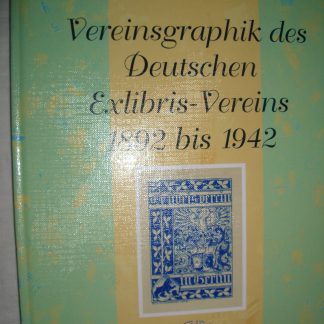 Vereinsgraphik des
Deutschen
Exlibris-Vereins
1892 bis 1942